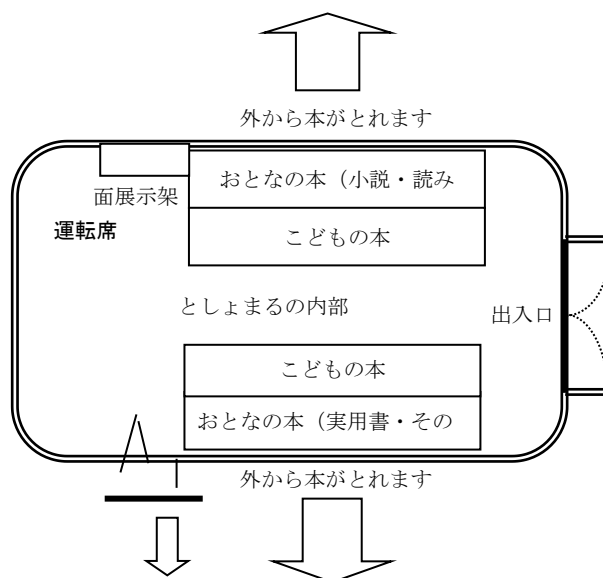 外から本がとれます
おとなの本（小説・読み
面展示架
運転席
こどもの本
としょまるの内部
出入口
こどもの本
おとなの本（実用書・その
外から本がとれます